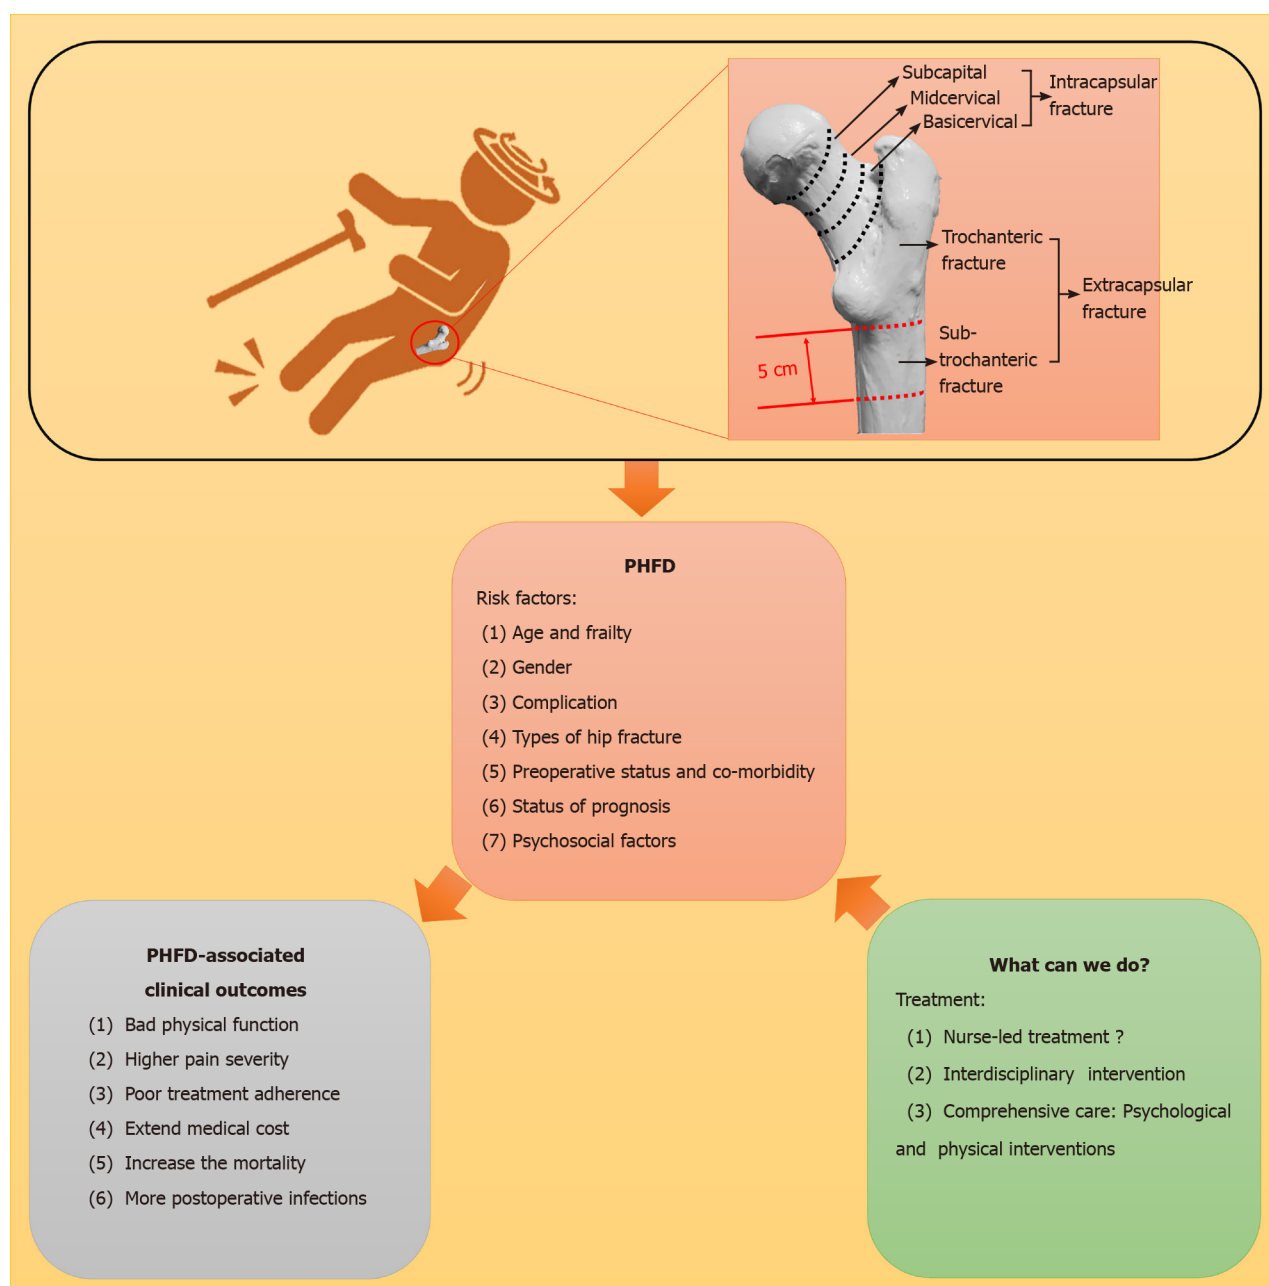 Subcapital
Midcervical
Basicervical
Intracapsular
fracture
Trochanteric
fracture
Extracapsular
fracture
Sub-
trochanteric
fracture
5 cm
PHFD
Risk factors:
(1) Age and frailty
(2) Gender
(3) Complication
(4) Types of hip fracture
(5) Preoperative status and co-morbidity
(6) Status of prognosis
(7) Psychosocial factors
PHFD-associated
clinical outcomes
(1) Bad physical function
(2) Higher pain severity
(3) Poor treatment adherence
(4) Extend medical cost
(5) Increase the mortality
(6) More postoperative infections
What can we do?
Treatment:
(1) Nurse-led treatment ?
(2) Interdisciplinary intervention
(3) Comprehensive care: Psychological
and physical interventions